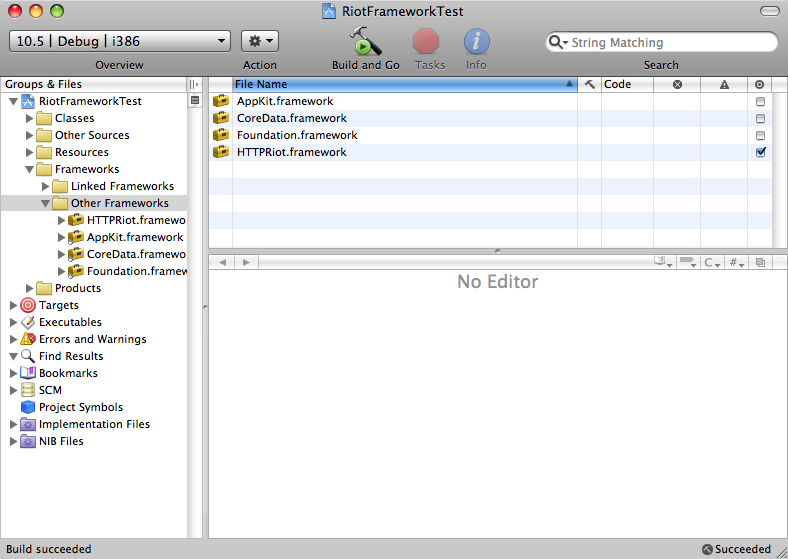 RiotFrameworkTest
10.5 | Debug | i386
String Matching
Overview
Action
Build and Go
Tasks
Info
Search
Groups & Files
File Name
Code
RiotFrameworkTest
Classes
Other Sources
Resources
Frameworks
Linked Frameworks
Other Frameworks
HTTPRiot.framewo
AppKit.framework
CoreData.framewo
Foundation.framew
Products
Targets
Executables
Errors and Warnings
Find Results
Bookmarks
SCM
Project Symbols
Implementation Files
NIB Files
AppKit.framework
CoreData.framework
Foundation.framework
HTTPRiot.framework
C
#
No Editor
Build succeeded
Succeeded